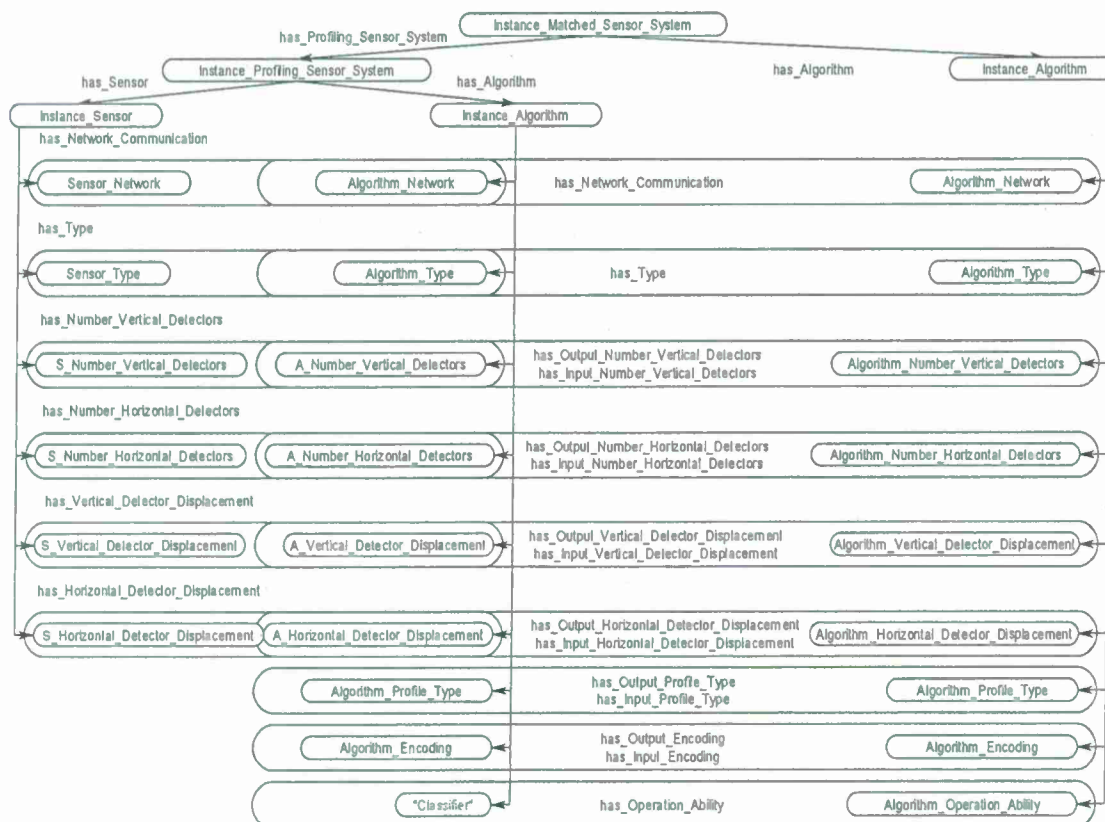 Instance_Matched_Sensor_System
has_Profiling_Sensor_System
Instance_Profiling_Sensor_System
has_Algorithm
Instance_Algorithm
has_Sensor
has_Algorithm
Instance_Sensor
Instance_Algorithm
has_Network_Communication
Sensor_Network
Algorithm_Network
has_Network_Communication
Algorithm_Network
has_Type
Sensor_Type
Algorithm_Type
has_Type
Algorithm_Type
has_Number_Vertical_Detectors
S_Number_Vertical_Detectors
A_Number_Vertical_Detectors
has_Output_Number_Vertical_Detectors
has_Input_Number_Vertical_Detectors
Algorithm_Number_Vertical_Detectors
has_Number_Horizontal_Detectors
S_Number_Horizontal_Detectors
A_Number_Horizontal_Detectors
has_Output_Number_Horizontal_Detectors
has_Input_Number_Horizontal_Detectors
Algorithm_Number_Horizontal_Detectors
has_Vertical_Detector_Displacement
S_Vertical_Detector_Displacement
A_Vertical_Detector_Displacement
has_Output_Vertical_Detector_Displacement
has_Input_Vertical_Detector_Displacement
Algorithm_Vertical_Detector_Displacement
has_Horizontal_Detector_Displacement
S_Horizontal_Detector_Displacement
A_Horizontal_Detector_Displacement
has_Output_Horizontal_Detector_Displacement
has_Input_Horizontal_Detector_Displacement
Algorithm_Horizontal_Detector_Displacement
Algorithm_Profile_Type
has_Output_Profile_Type
has_Input_Profile_Type
Algorithm_Profile_Type
Algorithm_Encoding
has_Output_Encoding
has_Input_Encoding
Algorithm_Encoding
"Classifier"
has_Operation_Ability
Algorithm_Operation_Ability